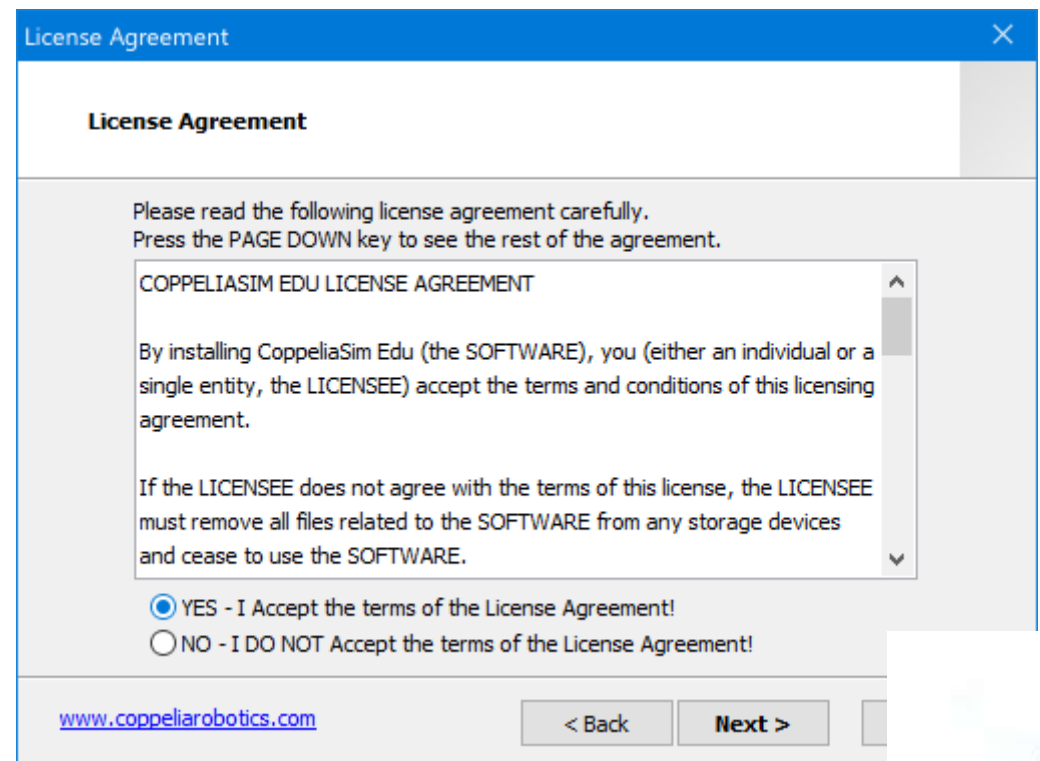 License Agreement
License Agreement
Please read the following license agreement carefully.
Press the PAGE DOWN key to see the rest of the agreement.
COPPELIASIM EDU LICENSE AGREEMENT
By installing CoppeliaSim Edu (the SOFTWARE), you (either an individual or a
single entity, the LICENSEE) accept the terms and conditions of this licensing
agreement.
If the LICENSEE does not agree with the terms of this license, the LICENSEE
must remove all files related to the SOFTWARE from any storage devices
and cease to use the SOFTWARE.
YES - I Accept the terms of the License Agreement!
NO - I DO NOT Accept the terms of the License Agreement!
www.coppeliarobotics.com < Back Next >